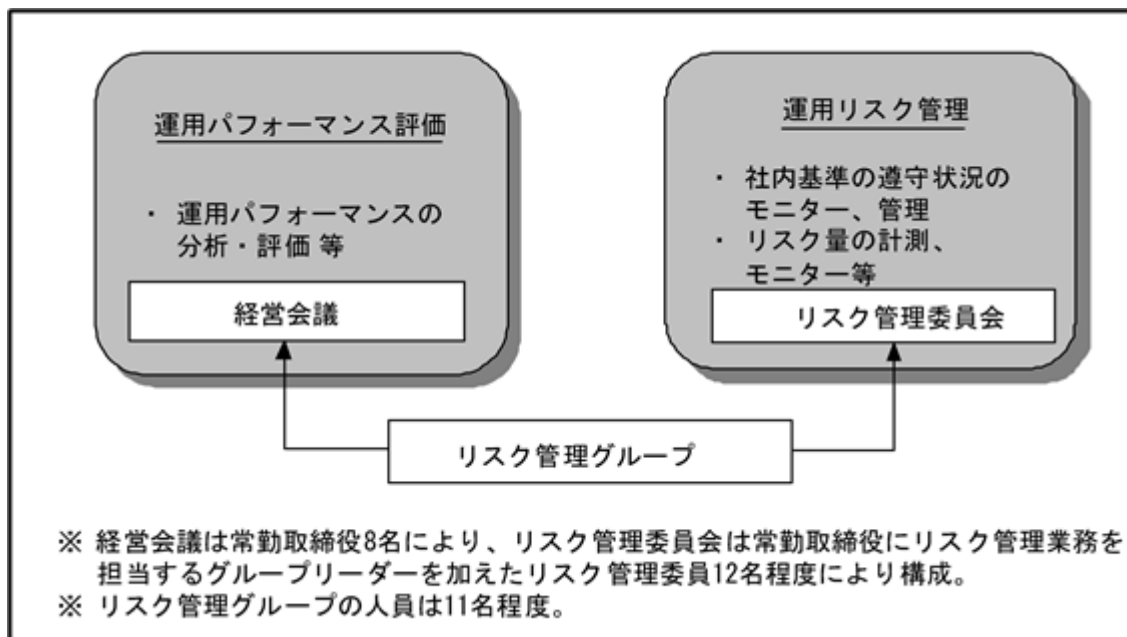 運用パフォーマンス評価
・ 運用パフォーマンスの
分析・評価 等
経営会議
運用リスク管理
・ 社内基準の遵守状況の
モニター、管理
・ リスク量の計測、
モニター等
リスク管理委員会
リスク管理グループ
※ 経営会議は常勤取締役8名により、リスク管理委員会は常勤取締役にリスク管理業務を
担当するグループリーダーを加えたリスク管理委員12名程度により構成。
※ リスク管理グループの人員は11名程度。